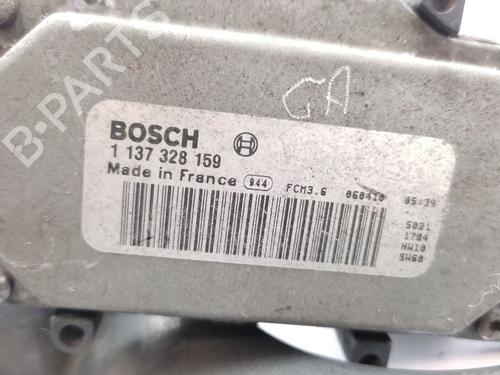 B-PARTS
GA
BOSCH
1 137 328 159
Made in France 944 FCM3.6 060410 05:39
5021
1784
HW10
SW60